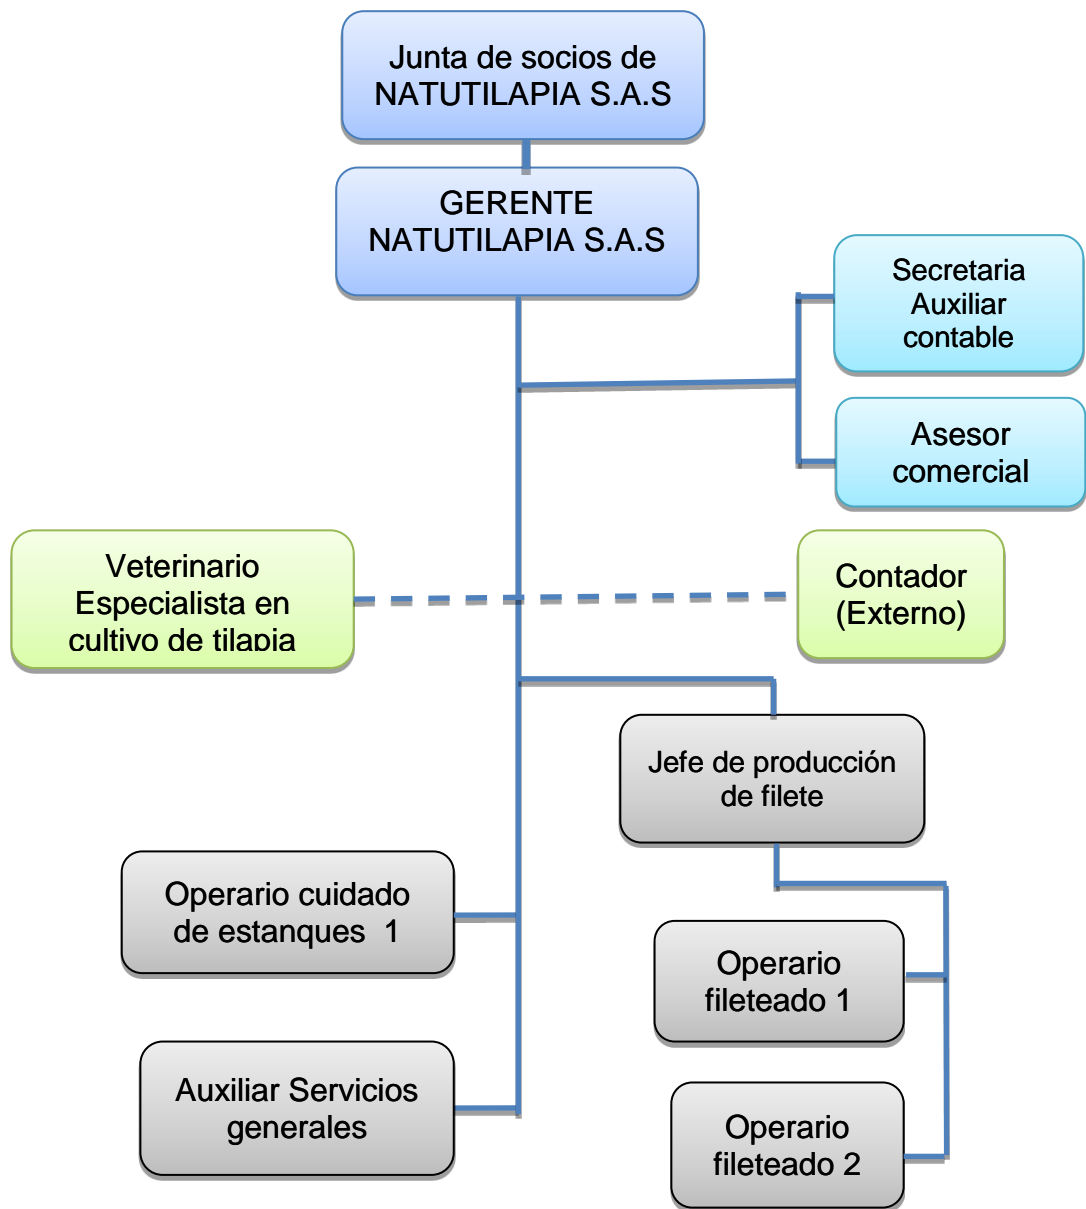 Junta de socios de
NATUTILAPIA S.A.S
GERENTE
NATUTILAPIA S.A.S
Secretaria
Auxiliar
contable
Asesor
comercial
Veterinario
Especialista en
cultivo de tilapia
Contador
(Externo)
Jefe de producción
de filete
Operario cuidado
de estanques 1
Operario
fileteado 1
Auxiliar Servicios
generales
Operario
fileteado 2